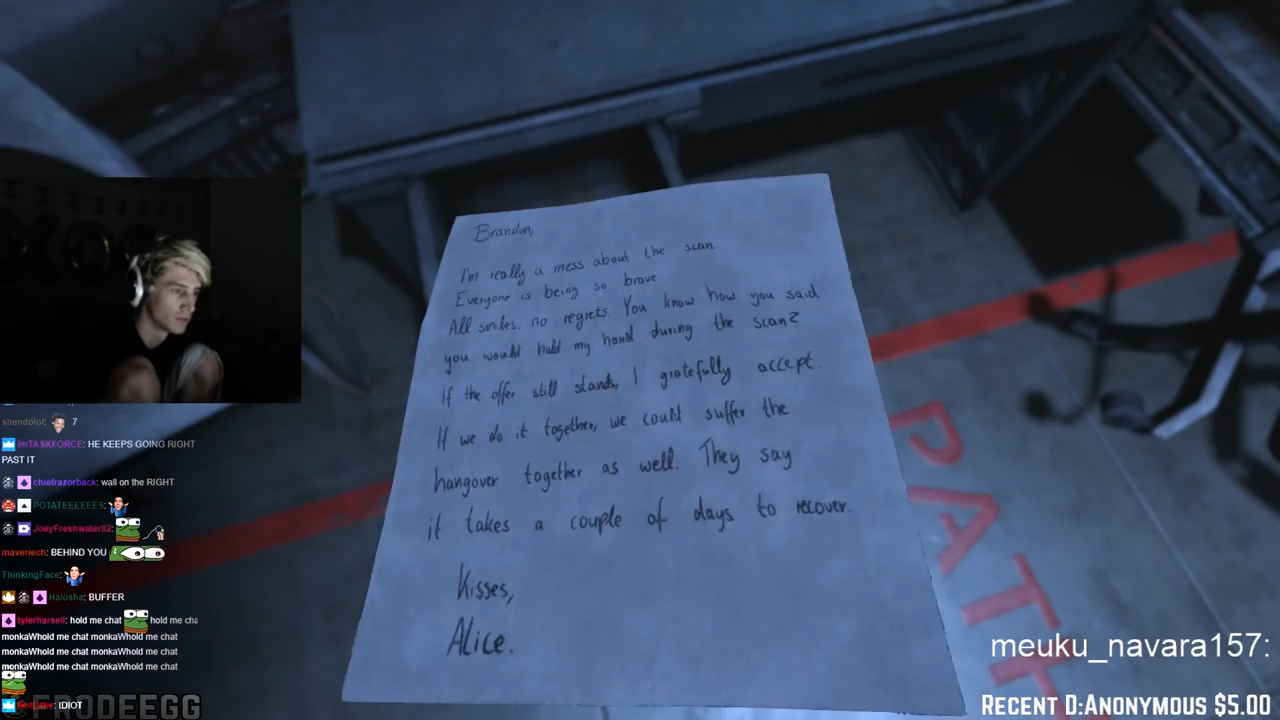 Brandon,
I'm really a mess about the scan
Everyone is being so brave.
All smiles, no regrets. You know how you said
you would hold my hand during the scan?
If the offer still stands, I gratefully accept.
If we do it together, we could suffer the
hangover together as well. They say
it takes a couple of days to recover.
Kisses,
Alice.
PATH
shendolol: 7
imTASKFORCE: HE KEEPS GOING RIGHT
PAST IT
chiefrazorback: wall on the RIGHT
POTATEEEEEES:
JoeyFreshwater82:
maveriech: BEHIND YOU
ThinkingFace:
Halosha: BUFFER
tylerharsell: hold me chat hold me cha
monkaWhold me chat monkaWhold me chat
monkaWhold me chat monkaWhold me chat
monkaWhold me chat monkaWhold me chat
: IDIOT
FRODEEGG
meuku_navara157:
RECENT D:ANONYMOUS $5.00